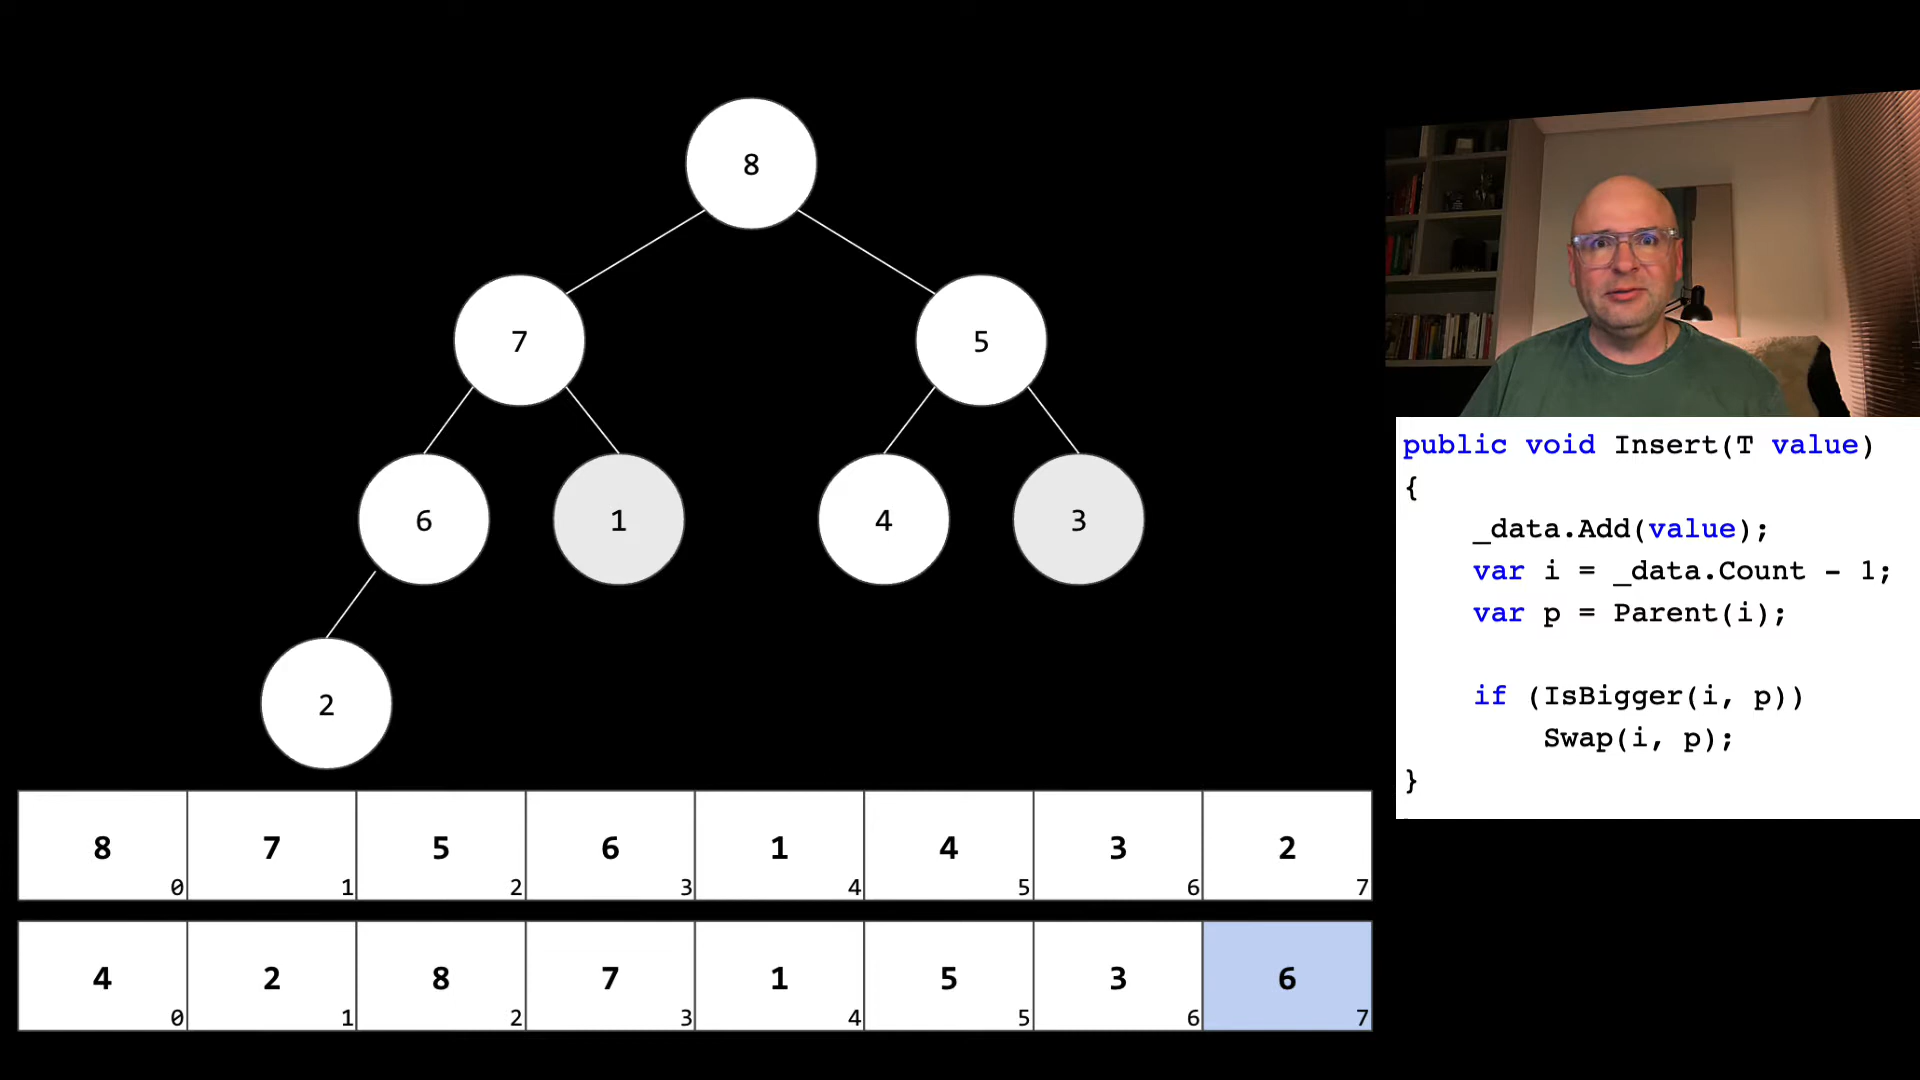 8
7 5
6 1 4 3
2
8 7 5 6 1 4 3 2
0 1 2 3 4 5 6 7
4 2 8 7 1 5 3 6
0 1 2 3 4 5 6 7
public void Insert(T value)
{
_data.Add(value);
var i = _data.Count - 1;
var p = Parent(i);
if (IsBigger(i, p))
Swap(i, p);
}